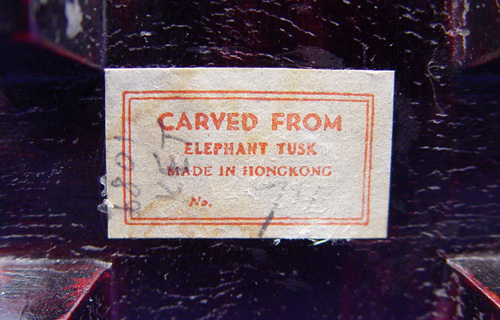 CARVED FROM
ELEPHANT TUSK
MADE IN HONGKONG
No.